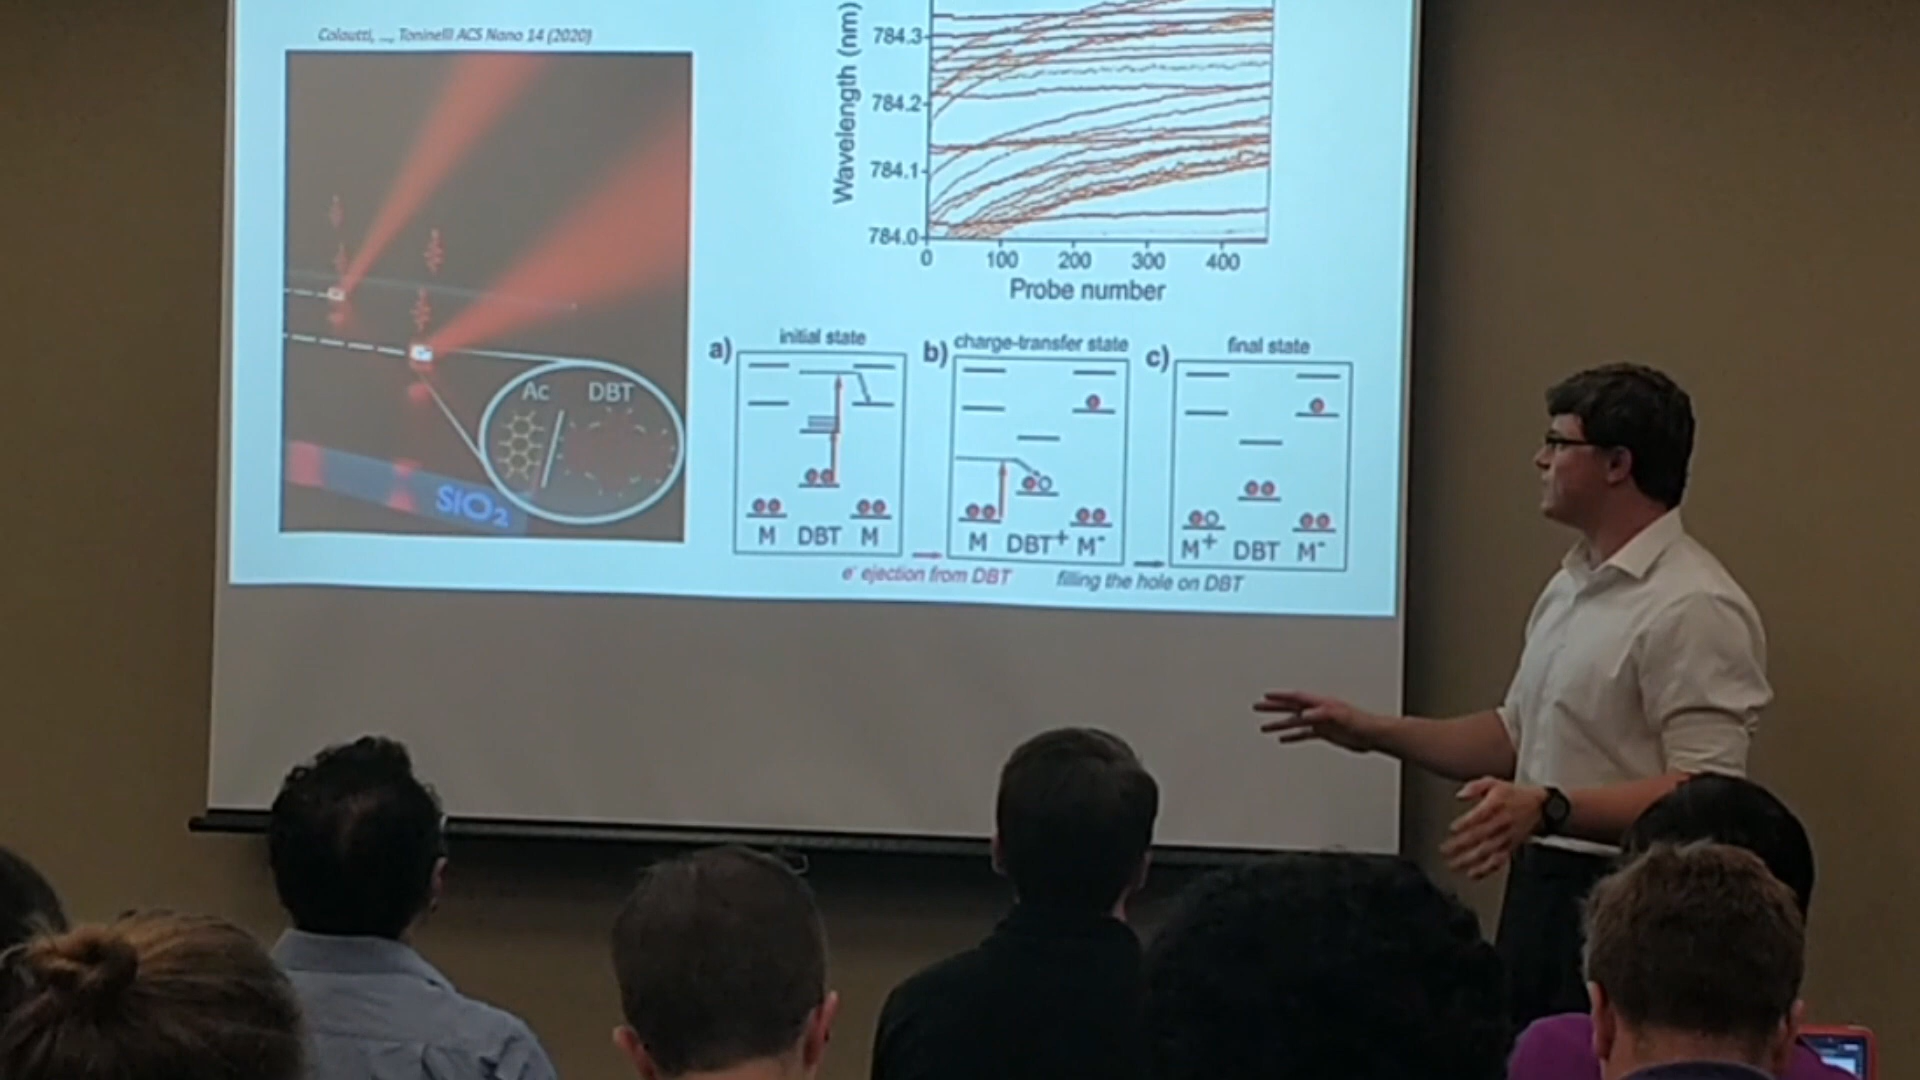 Colautti, ..., Toninelli ACS Nano 14 (2020)
Wavelength (nm)
784.3
784.2
784.1
784.0
0 100 200 300 400
Probe number
Ac DBT
SiO₂
a) initial state
M DBT M
e⁻ ejection from DBT
b) charge-transfer state
M DBT⁺ M⁻
filling the hole on DBT
c) final state
M⁺ DBT M⁻